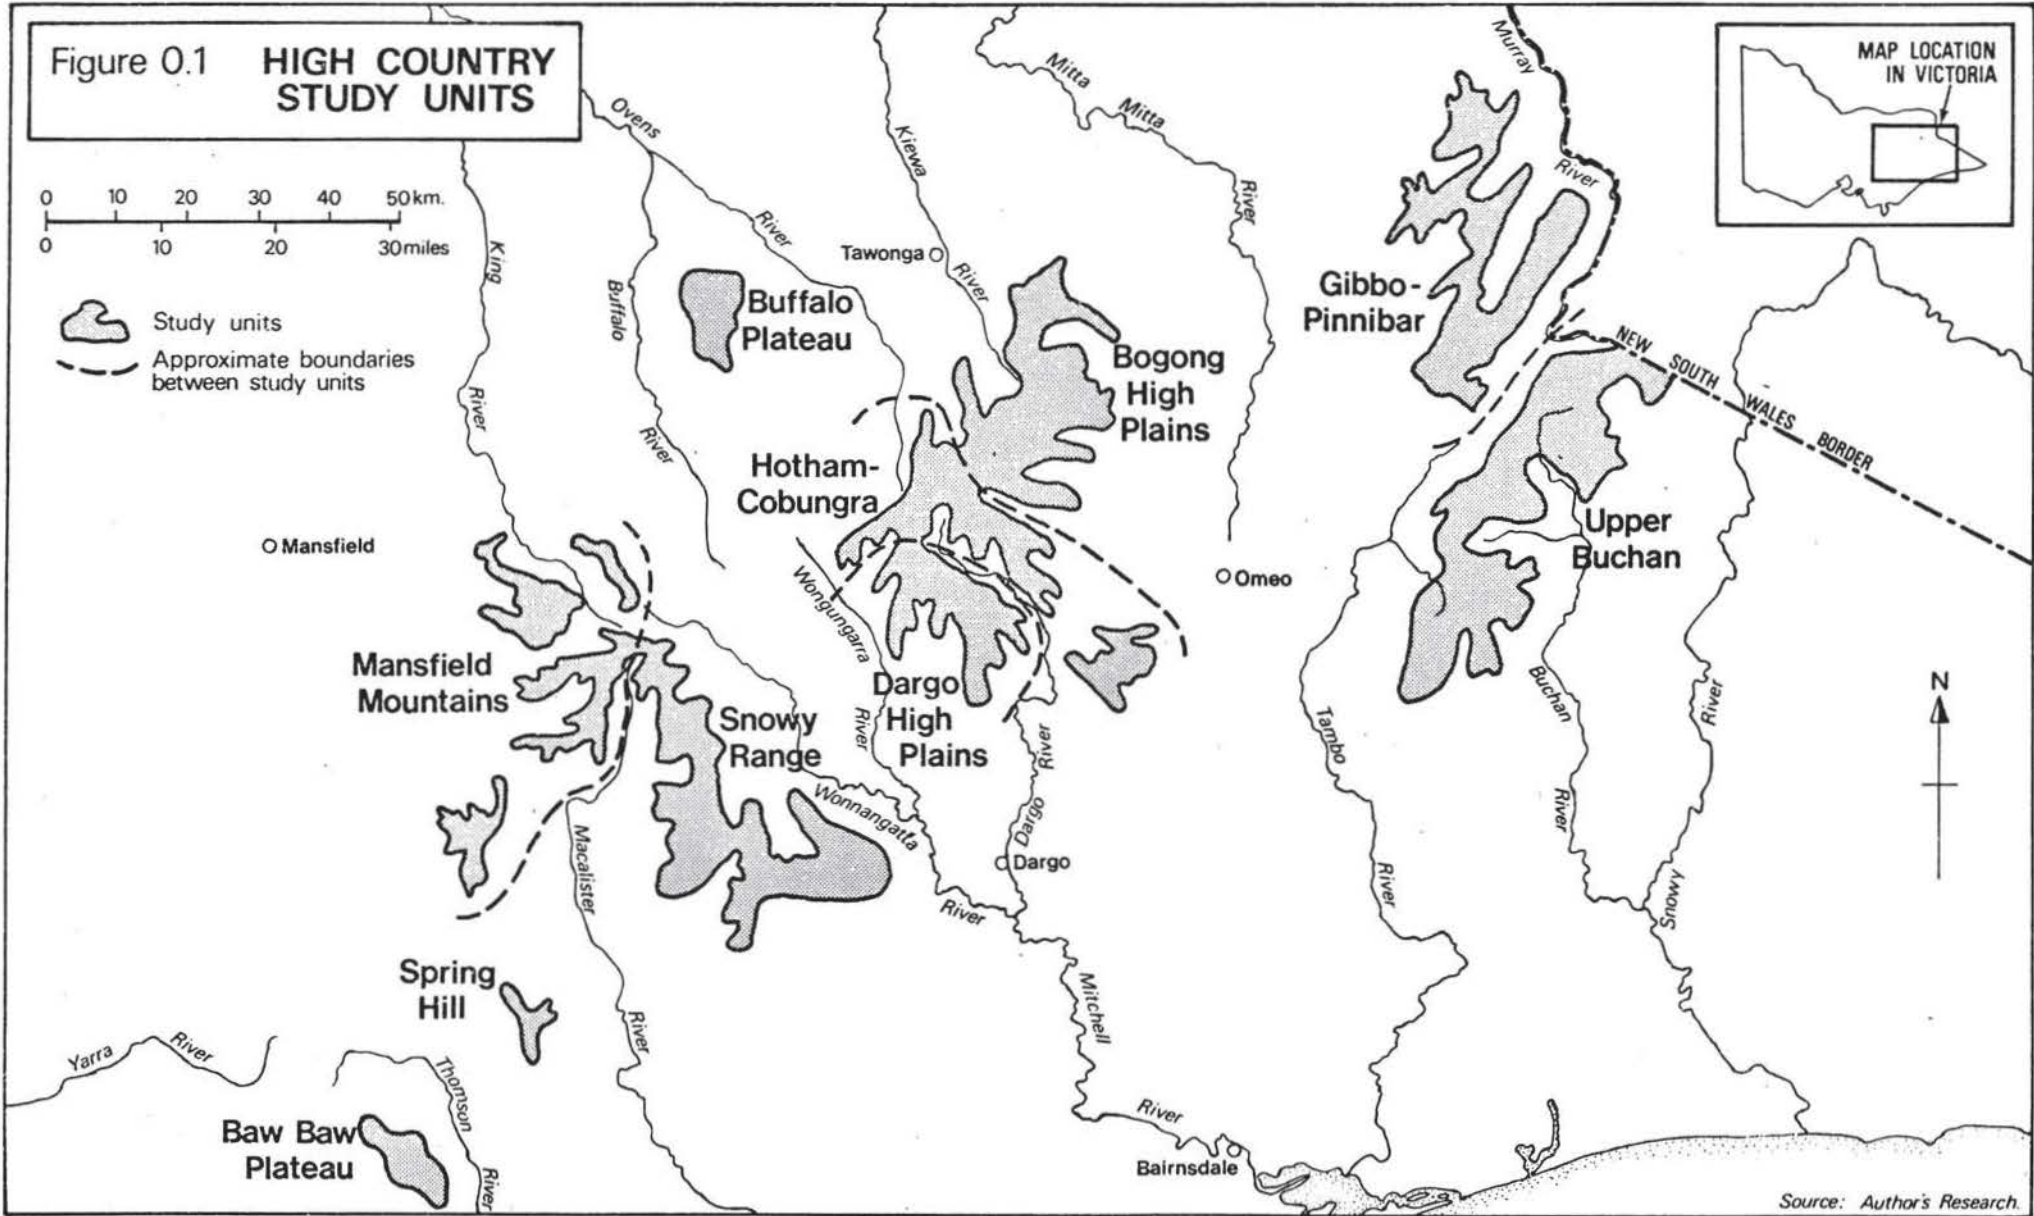 Figure 0.1 HIGH COUNTRY
STUDY UNITS
MAP LOCATION
IN VICTORIA
0 10 20 30 40 50 km.
0 10 20 30 miles
Study units
Approximate boundaries
between study units
Ovens
River
King
River
Buffalo
River
Kiewa
River
Mitta
Mitta
River
Murray
River
Tawonga
Buffalo
Plateau
Bogong
High
Plains
Gibbo-
Pinnibar
NEW SOUTH WALES BORDER
Hotham-
Cobungra
Mansfield
Omeo
Upper
Buchan
Wongungarra
River
Mansfield
Mountains
Snowy
Range
Dargo
High
Plains
Dargo
River
Wonnangatta
River
Dargo
Tambo
River
Buchan
River
Snowy
River
N
Macalister
River
Spring
Hill
Mitchell
River
Yarra
River
Thomson
River
Baw Baw
Plateau
Bairnsdale
Source: Author's Research.